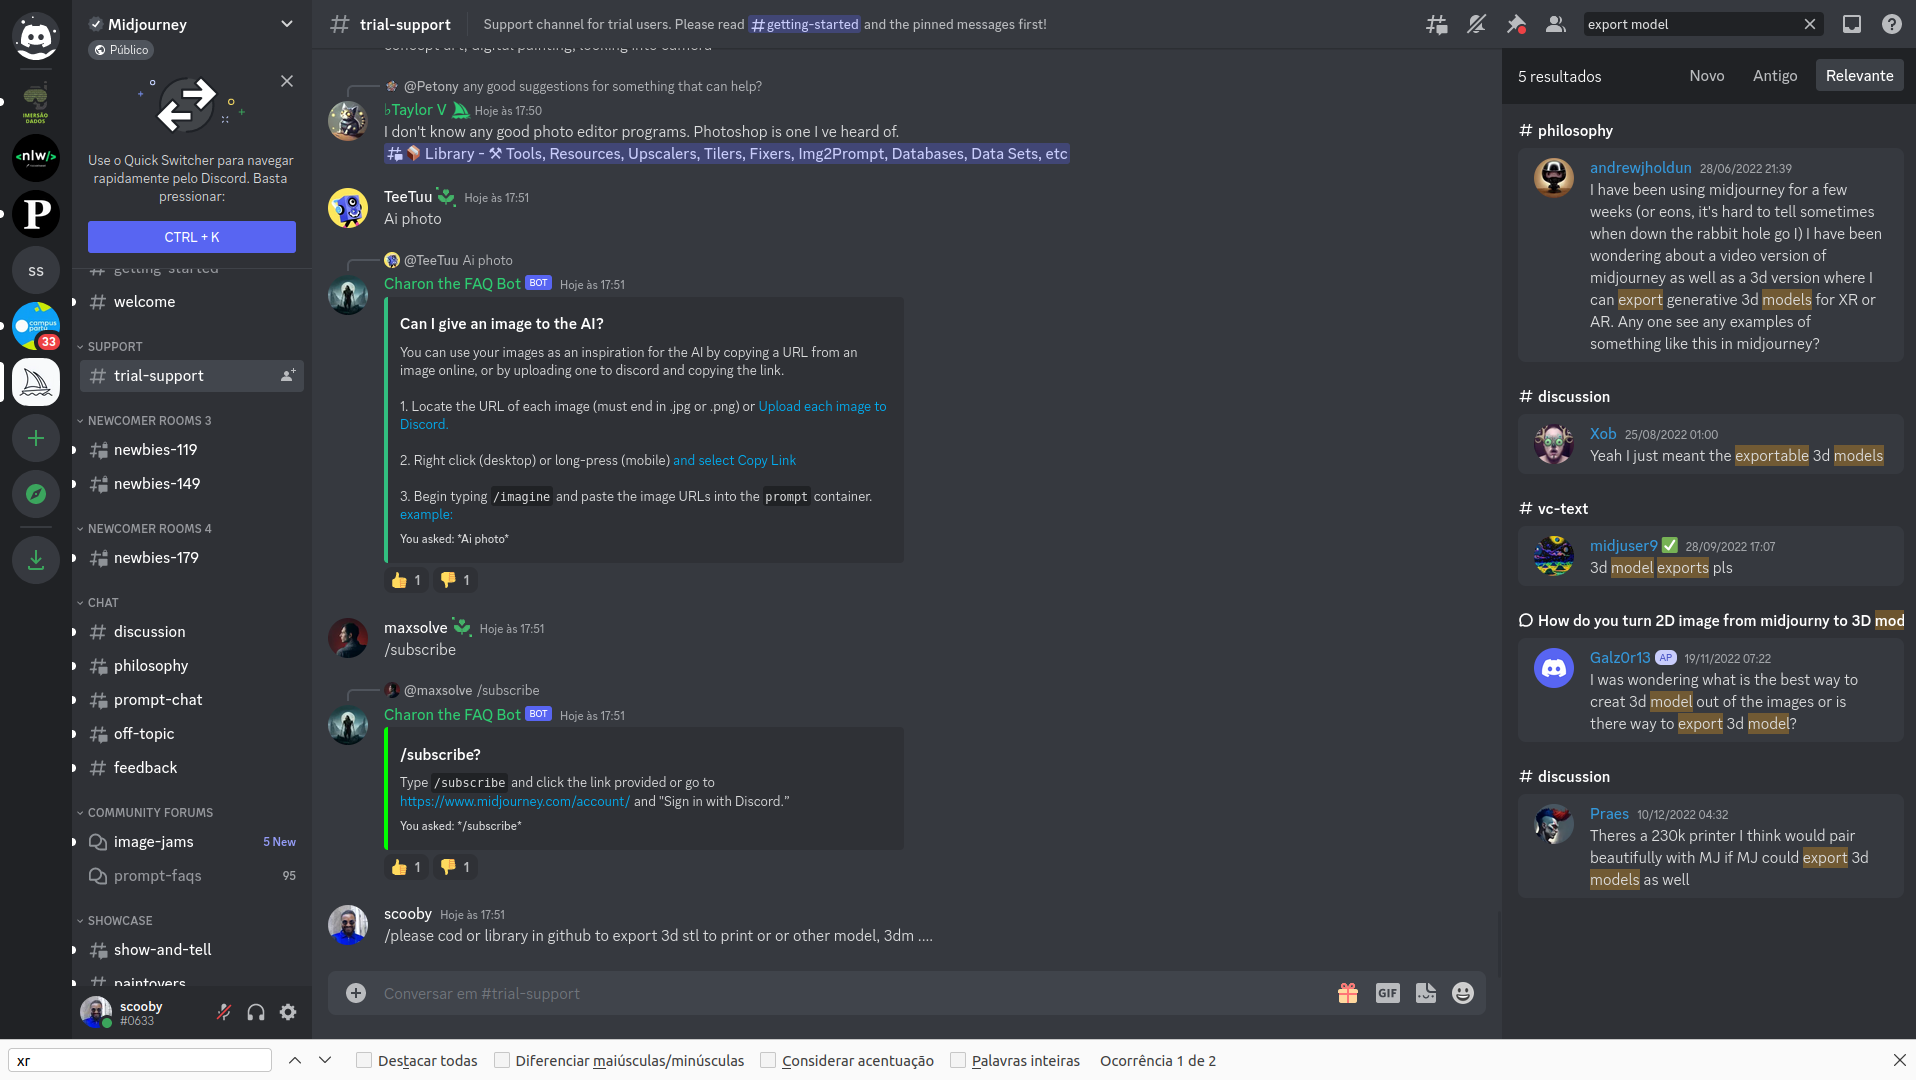 Midjourney
Público
Use o Quick Switcher para navegar
rapidamente pelo Discord. Basta
pressionar:
CTRL + K
getting-started
welcome
SUPPORT
trial-support
NEWCOMER ROOMS 3
newbies-119
newbies-149
NEWCOMER ROOMS 4
newbies-179
CHAT
discussion
philosophy
prompt-chat
off-topic
feedback
COMMUNITY FORUMS
image-jams 5 New
prompt-faqs 95
SHOWCASE
show-and-tell
paintovers
scooby
#0633
IMERSÃO
DADOS
<nlw/>
P
ss
campus
party
33
trial-support
Support channel for trial users. Please read #getting-started and the pinned messages first!
export model
concept art, digital painting, looking into camera
@Petony any good suggestions for something that can help?
♭Taylor V Hoje às 17:50
I don't know any good photo editor programs. Photoshop is one I ve heard of.
Library - ⚒ Tools, Resources, Upscalers, Tilers, Fixers, Img2Prompt, Databases, Data Sets, etc
TeeTuu Hoje às 17:51
Ai photo
@TeeTuu Ai photo
Charon the FAQ Bot BOT Hoje às 17:51
Can I give an image to the AI?
You can use your images as an inspiration for the AI by copying a URL from an
image online, or by uploading one to discord and copying the link.
1. Locate the URL of each image (must end in .jpg or .png) or Upload each image to
Discord.
2. Right click (desktop) or long-press (mobile) and select Copy Link
3. Begin typing /imagine and paste the image URLs into the prompt container.
example:
You asked: *Ai photo*
👍 1 👎 1
maxsolve Hoje às 17:51
/subscribe
@maxsolve /subscribe
Charon the FAQ Bot BOT Hoje às 17:51
/subscribe?
Type /subscribe and click the link provided or go to
https://www.midjourney.com/account/ and "Sign in with Discord."
You asked: */subscribe*
👍 1 👎 1
scooby Hoje às 17:51
/please cod or library in github to export 3d stl to print or or other model, 3dm ....
Conversar em #trial-support
GIF
5 resultados
Novo
Antigo
Relevante
# philosophy
andrewjholdun 28/06/2022 21:39
I have been using midjourney for a few
weeks (or eons, it's hard to tell sometimes
when down the rabbit hole go I) I have been
wondering about a video version of
midjourney as well as a 3d version where I
can export generative 3d models for XR or
AR. Any one see any examples of
something like this in midjourney?
# discussion
Xob 25/08/2022 01:00
Yeah I just meant the exportable 3d models
# vc-text
midjuser9 ✅ 28/09/2022 17:07
3d model exports pls
How do you turn 2D image from midjourny to 3D mod
Galz0r13 AP 19/11/2022 07:22
I was wondering what is the best way to
creat 3d model out of the images or is
there way to export 3d model?
# discussion
Praes 10/12/2022 04:32
Theres a 230k printer I think would pair
beautifully with MJ if MJ could export 3d
models as well
xr
Destacar todas
Diferenciar maiúsculas/minúsculas
Considerar acentuação
Palavras inteiras
Ocorrência 1 de 2